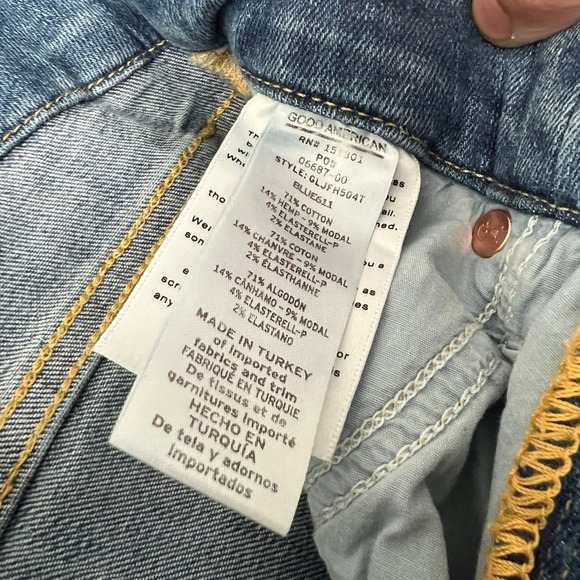 GOOD AMERICAN
RN# 151301
PO#
06687-00
STYLE: GLJFHS04T
BLUE611
71% COTTON
14% HEMP - 9% MODAL
4% ELASTERELL-P
2% ELASTANE
71% COTON
14% CHANVRE - 9% MODAL
4% ELASTERELL-P
2% ELASTHANNE
71% ALGODÓN
14% CAÑHAMO - 9% MODAL
4% ELASTERELL-P
2% ELASTANO
MADE IN TURKEY
of imported
fabrics and trim
FABRIQUÉ EN TURQUIE
De tissus et de
garnitures importé
HECHO EN
TURQUÍA
De tela y adornos
importados